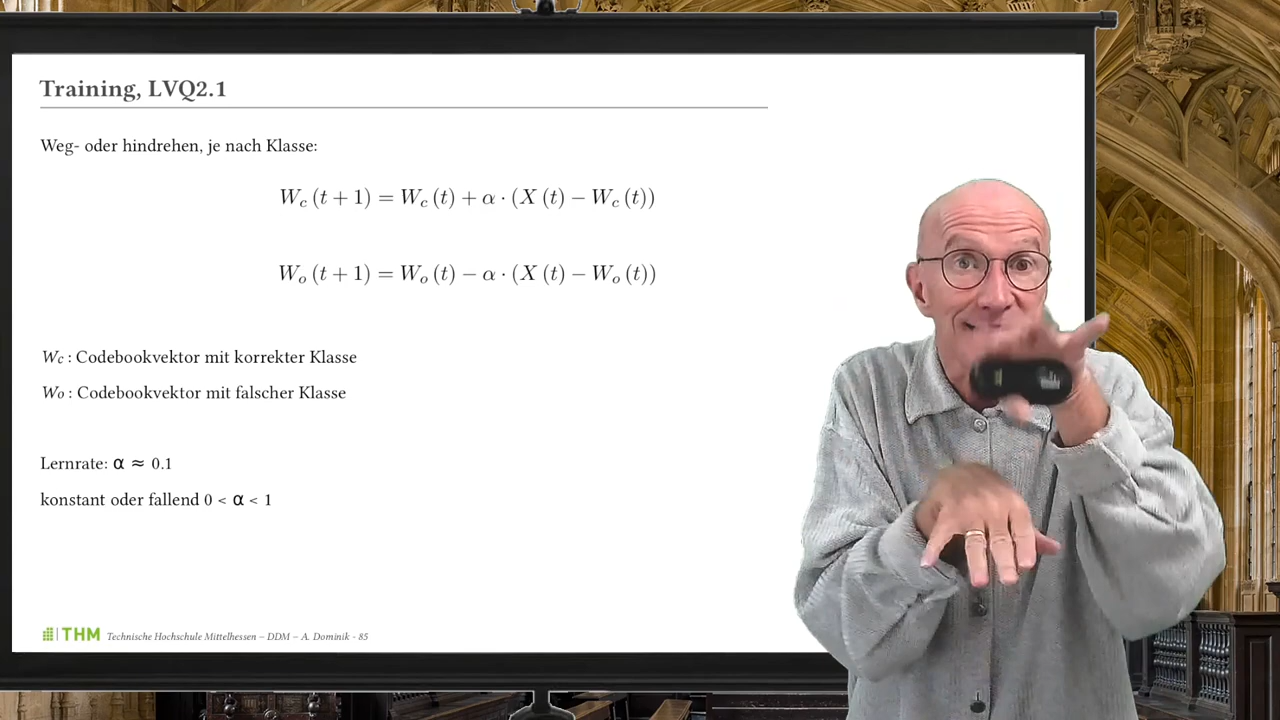 Training, LVQ2.1
Weg- oder hindrehen, je nach Klasse:
W_c (t + 1) = W_c (t) + α · (X (t) − W_c (t))
W_o (t + 1) = W_o (t) − α · (X (t) − W_o (t))
Wc : Codebookvektor mit korrekter Klasse
Wo : Codebookvektor mit falscher Klasse
Lernrate: α ≈ 0.1
konstant oder fallend 0 < α < 1
THM Technische Hochschule Mittelhessen – DDM – A. Dominik - 85